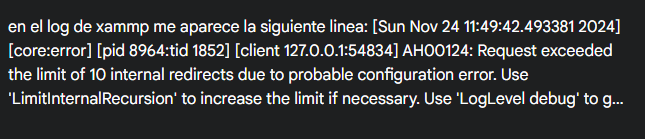 en el log de xammp me aparece la siguiente linea: [Sun Nov 24 11:49:42.493381 2024]
[core:error] [pid 8964:tid 1852] [client 127.0.0.1:54834] AH00124: Request exceeded
the limit of 10 internal redirects due to probable configuration error. Use
'LimitInternalRecursion' to increase the limit if necessary. Use 'LogLevel debug' to g...